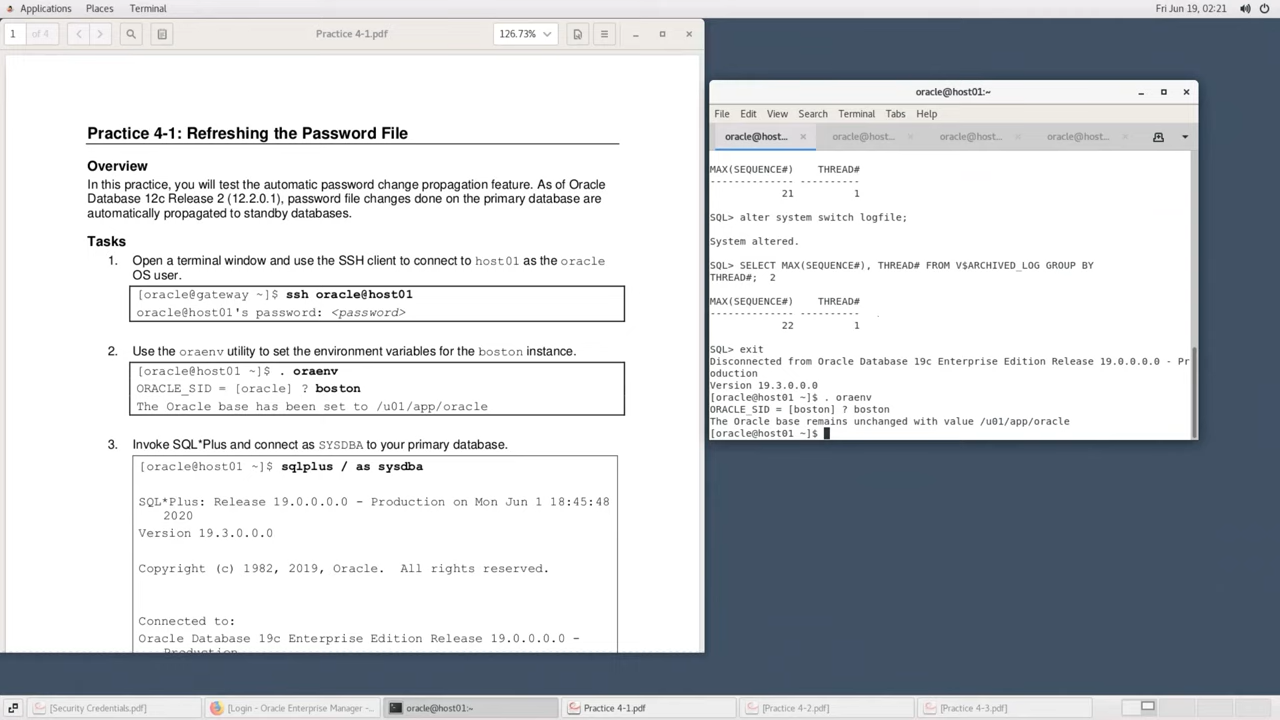 Applications Places Terminal Fri Jun 19, 02:21
1 of 4 Practice 4-1.pdf 126.73%
Practice 4-1: Refreshing the Password File
Overview
In this practice, you will test the automatic password change propagation feature. As of Oracle
Database 12c Release 2 (12.2.0.1), password file changes done on the primary database are
automatically propagated to standby databases.
Tasks
1. Open a terminal window and use the SSH client to connect to host01 as the oracle
OS user.
[oracle@gateway ~]$ ssh oracle@host01
oracle@host01's password: <password>
2. Use the oraenv utility to set the environment variables for the boston instance.
[oracle@host01 ~]$ . oraenv
ORACLE_SID = [oracle] ? boston
The Oracle base has been set to /u01/app/oracle
3. Invoke SQL*Plus and connect as SYSDBA to your primary database.
[oracle@host01 ~]$ sqlplus / as sysdba
SQL*Plus: Release 19.0.0.0.0 - Production on Mon Jun 1 18:45:48
2020
Version 19.3.0.0.0
Copyright (c) 1982, 2019, Oracle. All rights reserved.
Connected to:
Oracle Database 19c Enterprise Edition Release 19.0.0.0.0 -
Production
oracle@host01:~
File Edit View Search Terminal Tabs Help
oracle@host... oracle@host... oracle@host... oracle@host...
MAX(SEQUENCE#) THREAD#
-------------- ----------
21 1
SQL> alter system switch logfile;
System altered.
SQL> SELECT MAX(SEQUENCE#), THREAD# FROM V$ARCHIVED_LOG GROUP BY
THREAD#; 2
MAX(SEQUENCE#) THREAD#
-------------- ----------
22 1
SQL> exit
Disconnected from Oracle Database 19c Enterprise Edition Release 19.0.0.0.0 - Pr
oduction
Version 19.3.0.0.0
[oracle@host01 ~]$ . oraenv
ORACLE_SID = [boston] ? boston
The Oracle base remains unchanged with value /u01/app/oracle
[oracle@host01 ~]$
[Security Credentials.pdf] [Login - Oracle Enterprise Manager -... oracle@host01:~ Practice 4-1.pdf [Practice 4-2.pdf] [Practice 4-3.pdf]